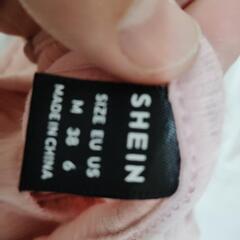 SHEIN
SIZE EU US
M 38 6
MADE IN CHINA